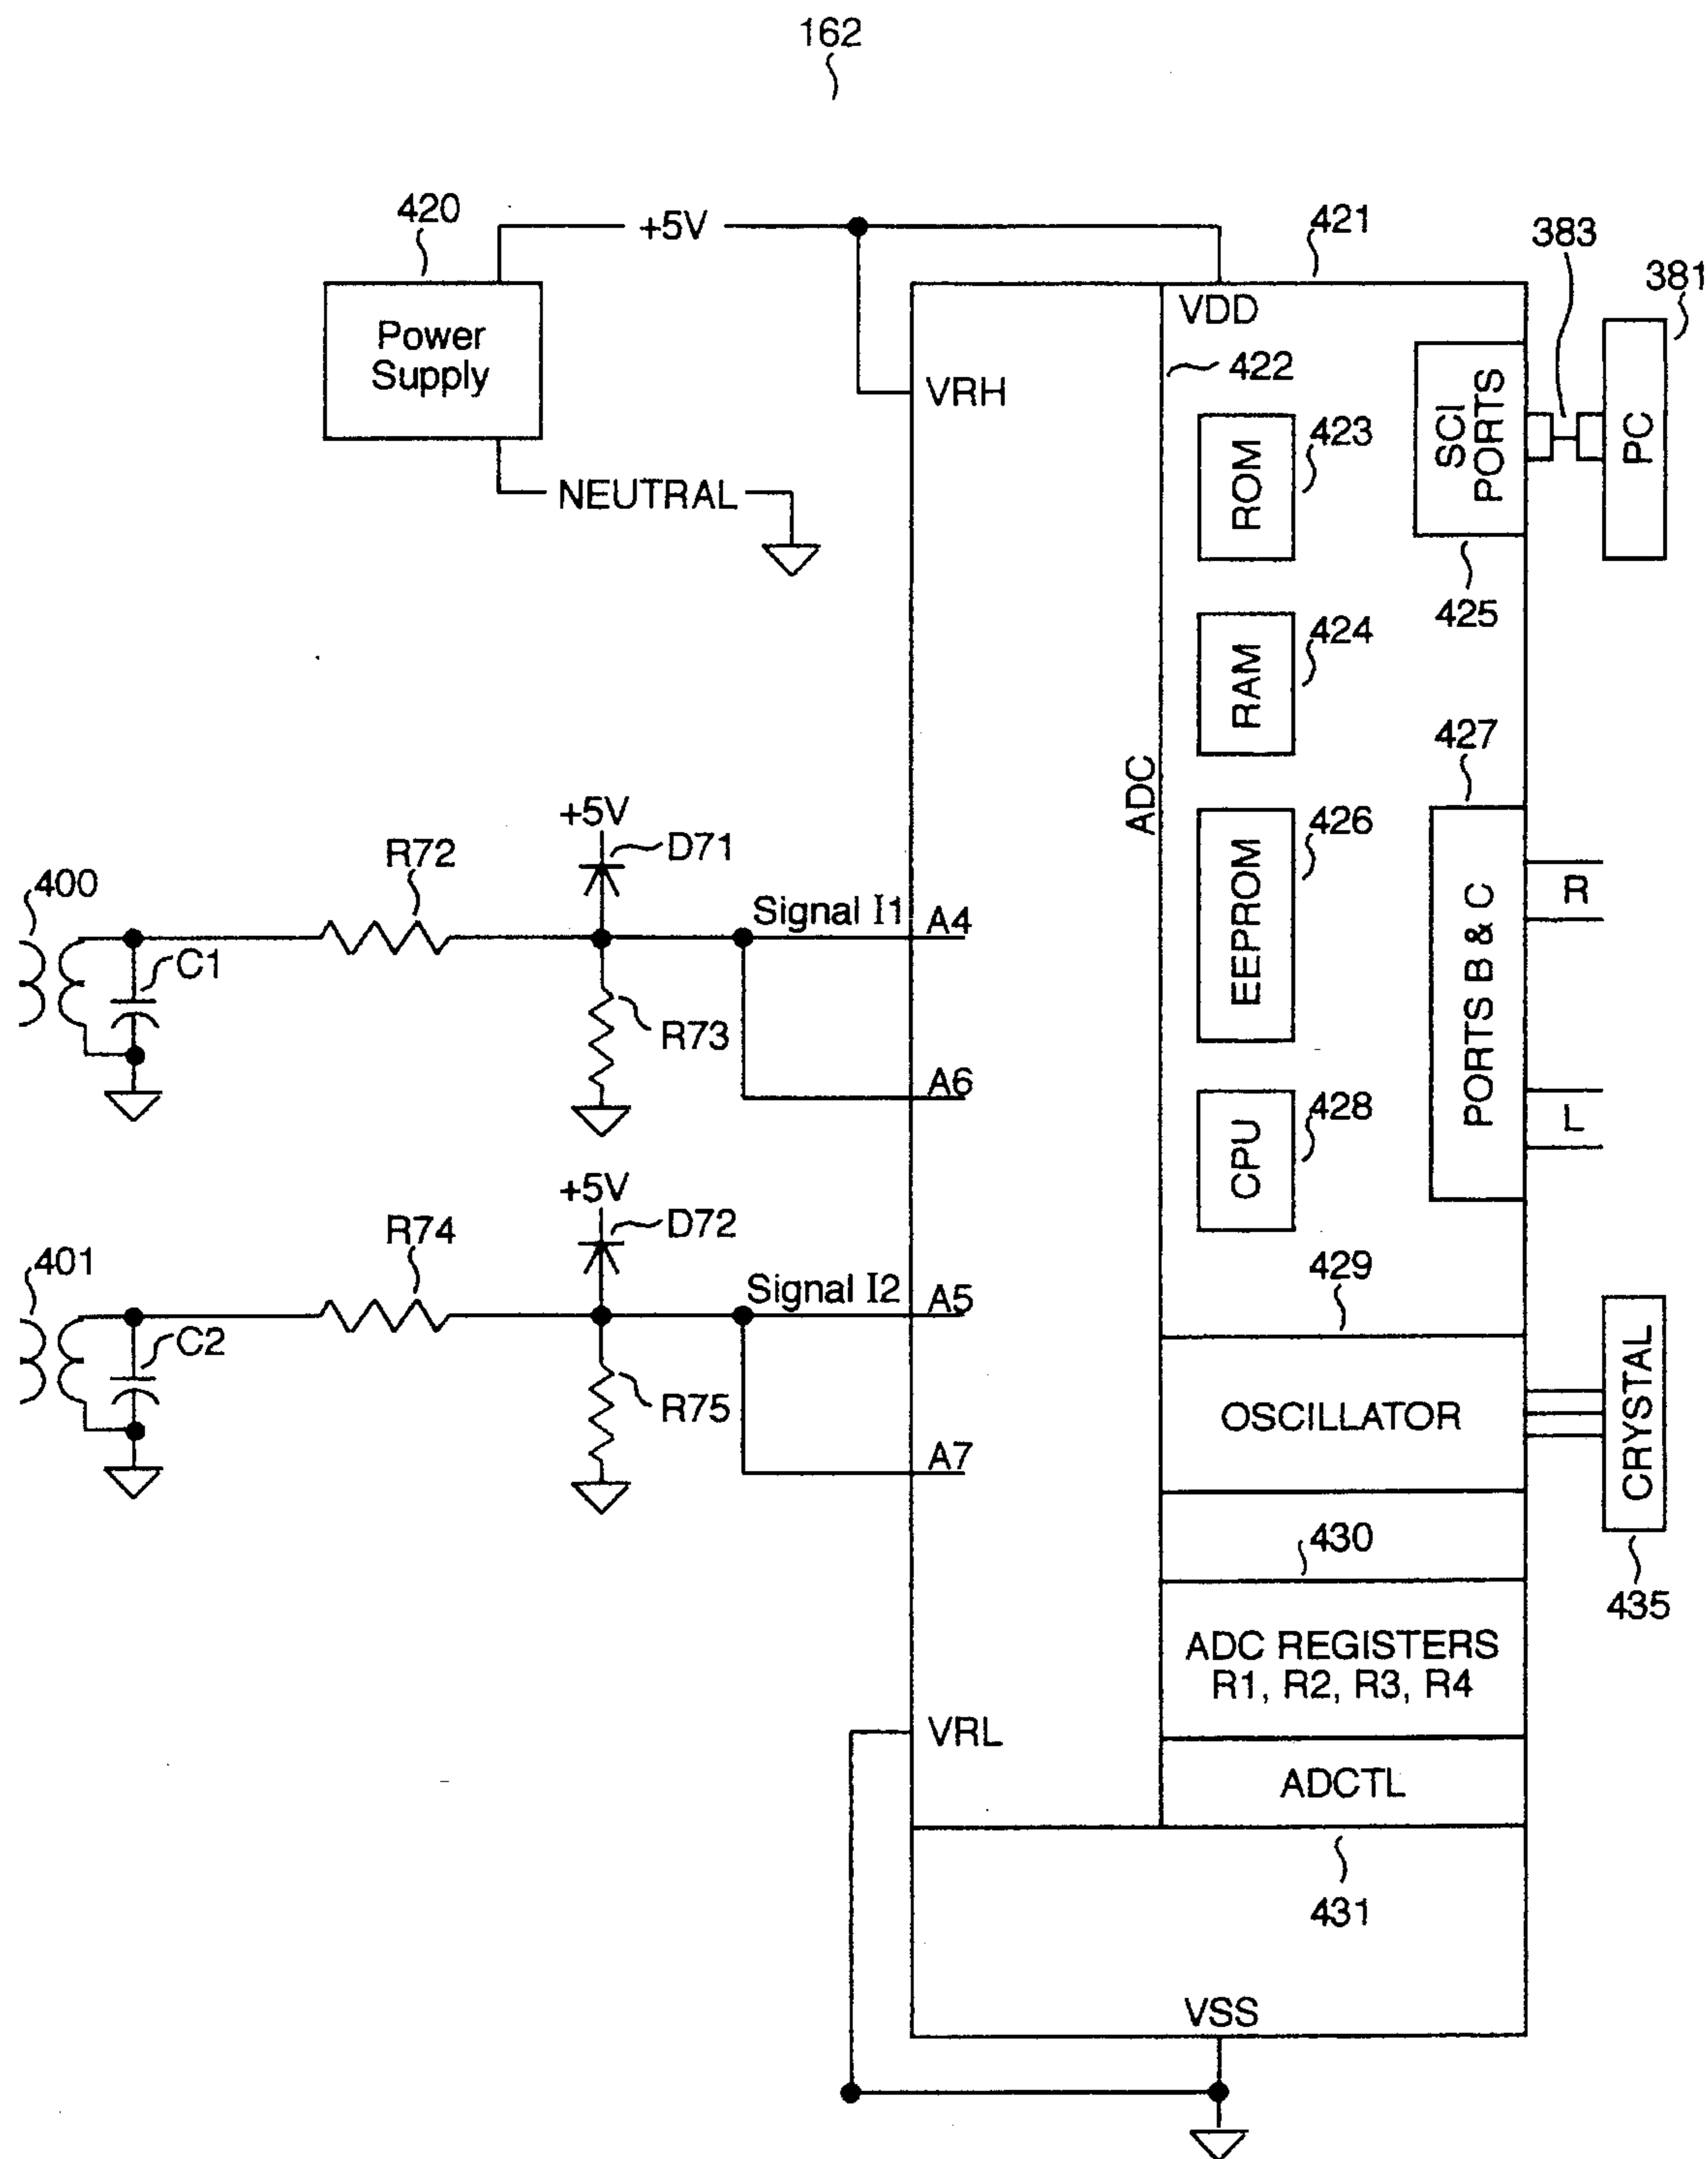 162
420
+5V
421
383
381
Power
Supply
VDD
422
VRH
SCI
PORTS
PC
423
ROM
NEUTRAL
425
424
RAM
427
ADC
+5V
D71
426
EEPROM
R72
400
Signal I1
A4
R
C1
PORTS B & C
R73
A6
428
CPU
L
+5V
D72
R74
401
429
Signal I2
A5
C2
R75
OSCILLATOR
CRYSTAL
A7
430
435
ADC REGISTERS
R1, R2, R3, R4
VRL
ADCTL
431
VSS